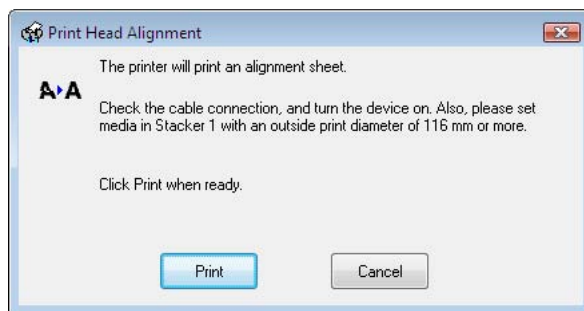 Print Head Alignment
The printer will print an alignment sheet.
A A
Check the cable connection, and turn the device on. Also, please set
media in Stacker 1 with an outside print diameter of 116 mm or more.
Click Print when ready.
Print
Cancel